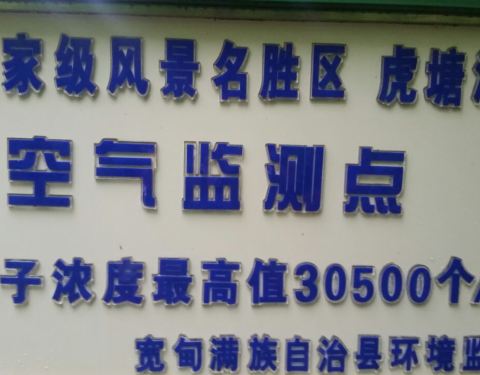 家级风景名胜区 虎塘
空气监测点
子浓度最高值30500个/
宽甸满族自治县环境监